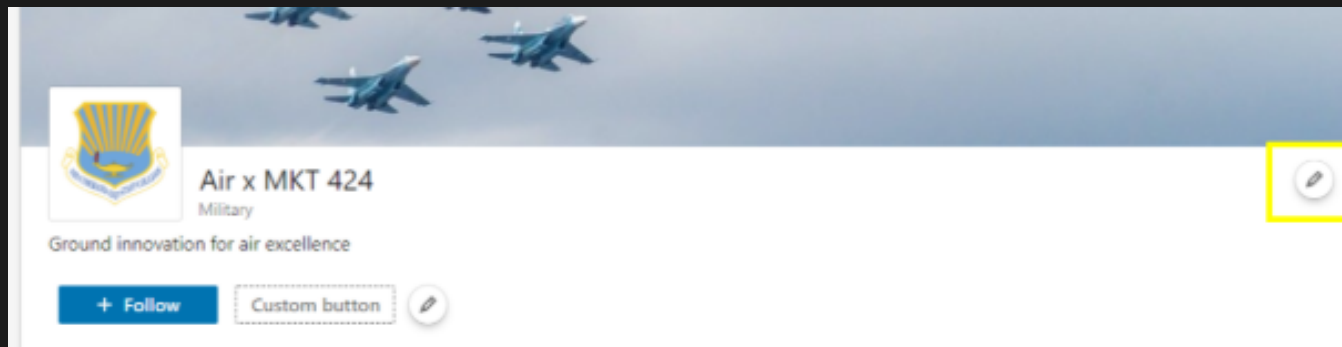 Air x MKT 424
Military
Ground innovation for air excellence
+ Follow
Custom button